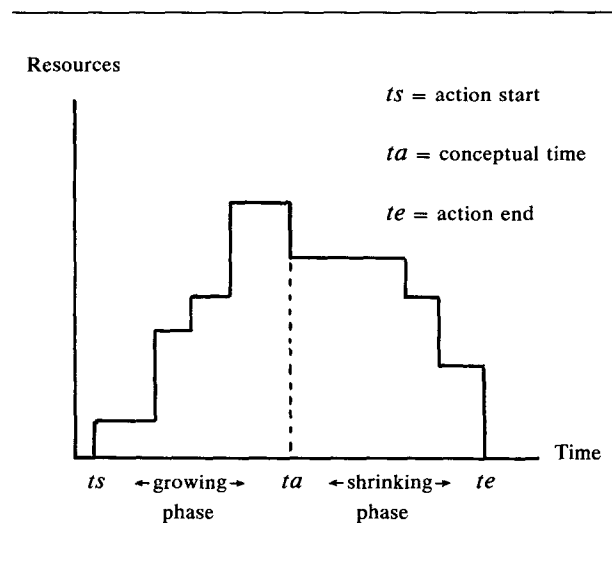 Resources
ts = action start
ta = conceptual time
te = action end
Time
ts ←growing→ ta ←shrinking→ te
phase phase